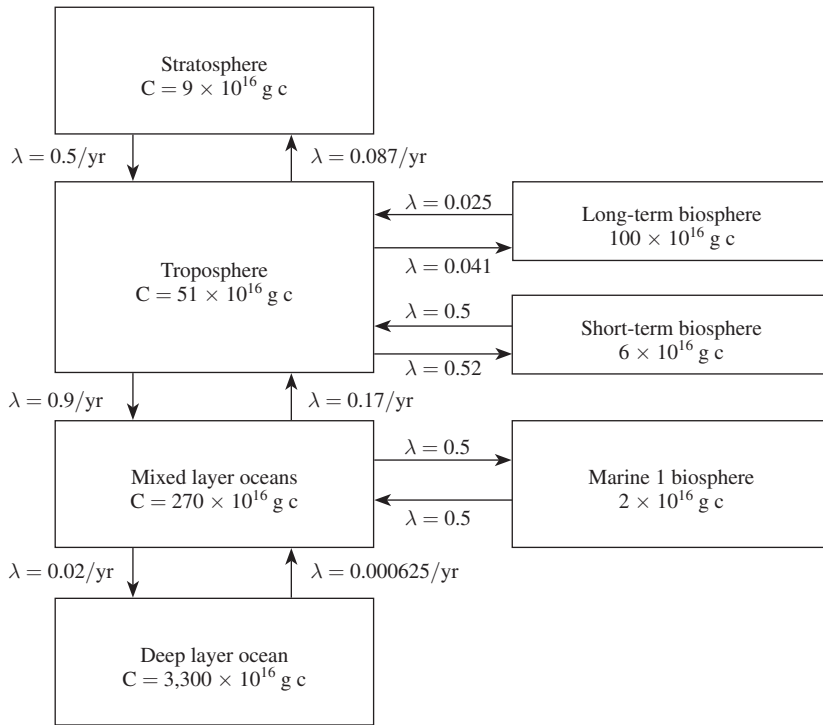 Stratosphere
C = 9 × 10¹⁶ g c
λ = 0.5/yr
λ = 0.087/yr
Troposphere
C = 51 × 10¹⁶ g c
λ = 0.025
λ = 0.041
Long-term biosphere
100 × 10¹⁶ g c
λ = 0.5
λ = 0.52
Short-term biosphere
6 × 10¹⁶ g c
λ = 0.9/yr
λ = 0.17/yr
Mixed layer oceans
C = 270 × 10¹⁶ g c
λ = 0.5
λ = 0.5
Marine 1 biosphere
2 × 10¹⁶ g c
λ = 0.02/yr
λ = 0.000625/yr
Deep layer ocean
C = 3,300 × 10¹⁶ g c